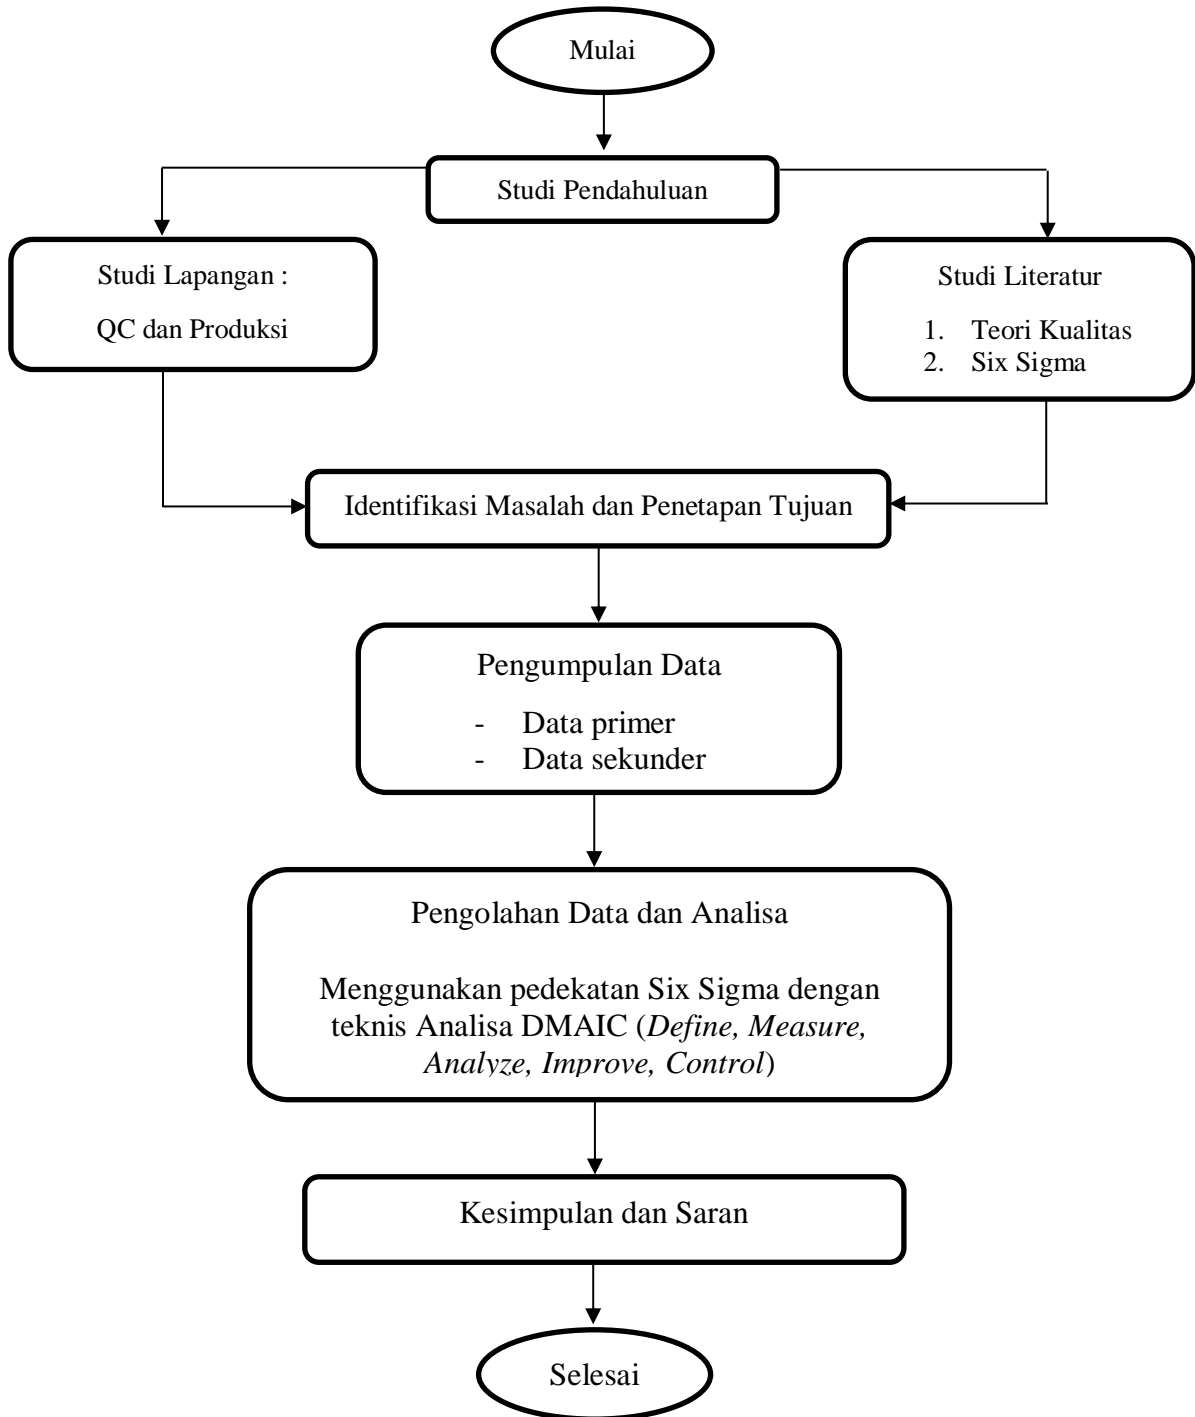 Mulai
Studi Pendahuluan
Studi Lapangan :
QC dan Produksi
Studi Literatur
1. Teori Kualitas
2. Six Sigma
Identifikasi Masalah dan Penetapan Tujuan
Pengumpulan Data
- Data primer
- Data sekunder
Pengolahan Data dan Analisa
Menggunakan pedekatan Six Sigma dengan
teknis Analisa DMAIC (Define, Measure,
Analyze, Improve, Control)
Kesimpulan dan Saran
Selesai